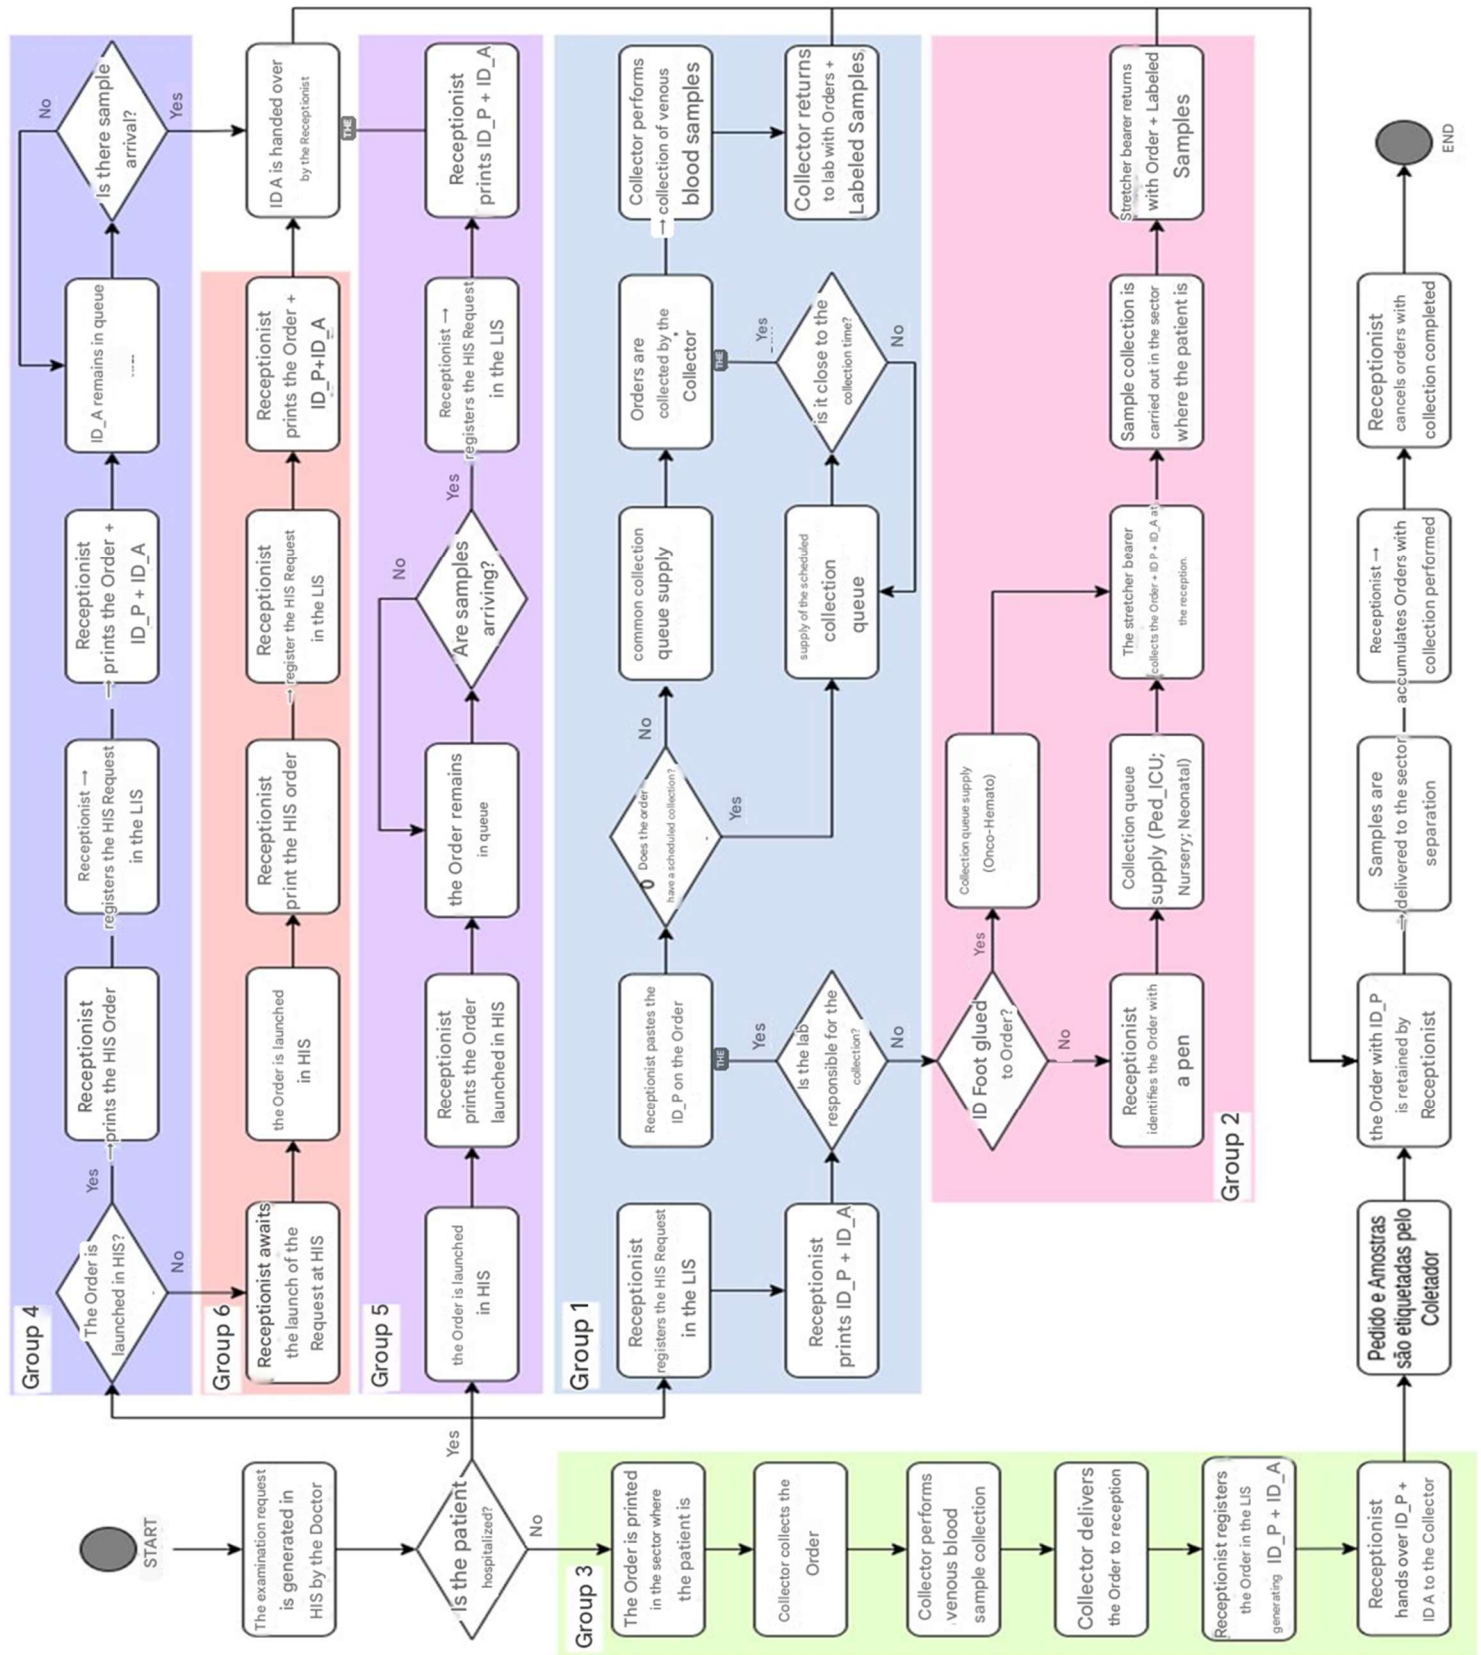 START
The examination request
is generated in
HIS by the Doctor
Is the patient
hospitalized?
Yes
No
Group 4
The Order is
launched in HIS?
Yes
No
Receptionist
→prints the HIS Order
Receptionist →
registers the HIS Request
in the LIS
Receptionist
→ prints the Order +
ID_P + ID_A
ID_A remains in queue
Is there sample
arrival?
No
Yes
Group 6
Receptionist awaits
the launch of the
Request at HIS
the Order is launched
in HIS
Receptionist
print the HIS order
Receptionist
→ register the HIS Request
in the LIS
Receptionist
prints the Order +
ID_P+ID_A
ID A is handed over
by the Receptionist
THE
Group 5
the Order is launched
in HIS
Receptionist
prints the Order
launched in HIS
the Order remains
in queue
Are samples
arriving?
No
Yes
Receptionist →
registers the HIS Request
in the LIS
Receptionist
prints ID_P + ID_A
Group 1
Receptionist
registers the HIS Request
in the LIS
Receptionist
prints ID_P + ID_A
Is the lab
responsible for the
collection?
Yes
No
THE
Receptionist pastes the
ID_P on the Order
O Does the order
have a scheduled collection?
No
Yes
common collection
queue supply
supply of the scheduled
collection
queue
is it close to the
collection time?
Yes
No
THE
Orders are
collected by the
Collector
Collector performs
→ collection of venous
blood samples
Collector returns
to lab with Orders +
Labeled Samples
Group 2
ID Foot glued
to Order?
Yes
No
Collection queue supply
(Onco-Hemato)
Receptionist
identifies the Order with
a pen
Collection queue
supply (Ped_ICU;
Nursery; Neonatal)
The stretcher bearer
collects the Order + ID P + ID_A at
the reception.
Sample collection is
carried out in the sector
where the patient is
Stretcher bearer returns
with Order + Labeled
Samples
Group 3
The Order is printed
in the sector where
the patient is
Collector collects the
Order
Collector performs
venous blood
sample collection
Collector delivers
the Order to reception
Receptionist registers
the Order in the LIS
generating ID_P + ID_A
Receptionist
hands over ID_P +
ID A to the Collector
Pedido e Amostras
são etiquetadas pelo
Coletador
the Order with ID_P
is retained by
Receptionist
Samples are
→delivered to the sector
separation
Receptionist →
accumulates Orders with
collection performed
Receptionist
cancels orders with
collection completed
END